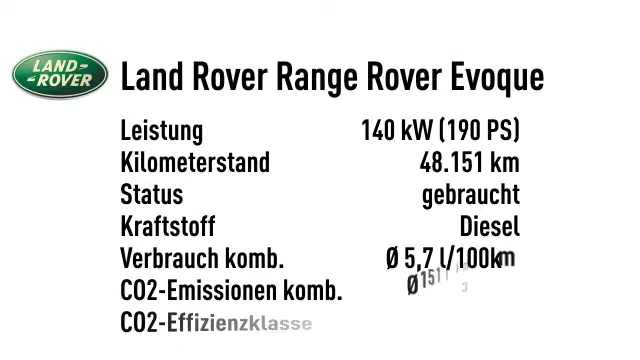 LAND ROVER
Land Rover Range Rover Evoque
Leistung 140 kW (190 PS)
Kilometerstand 48.151 km
Status gebraucht
Kraftstoff Diesel
Verbrauch komb. Ø 5,7 l/100km
CO2-Emissionen komb. Ø 151
CO2-Effizienzklasse